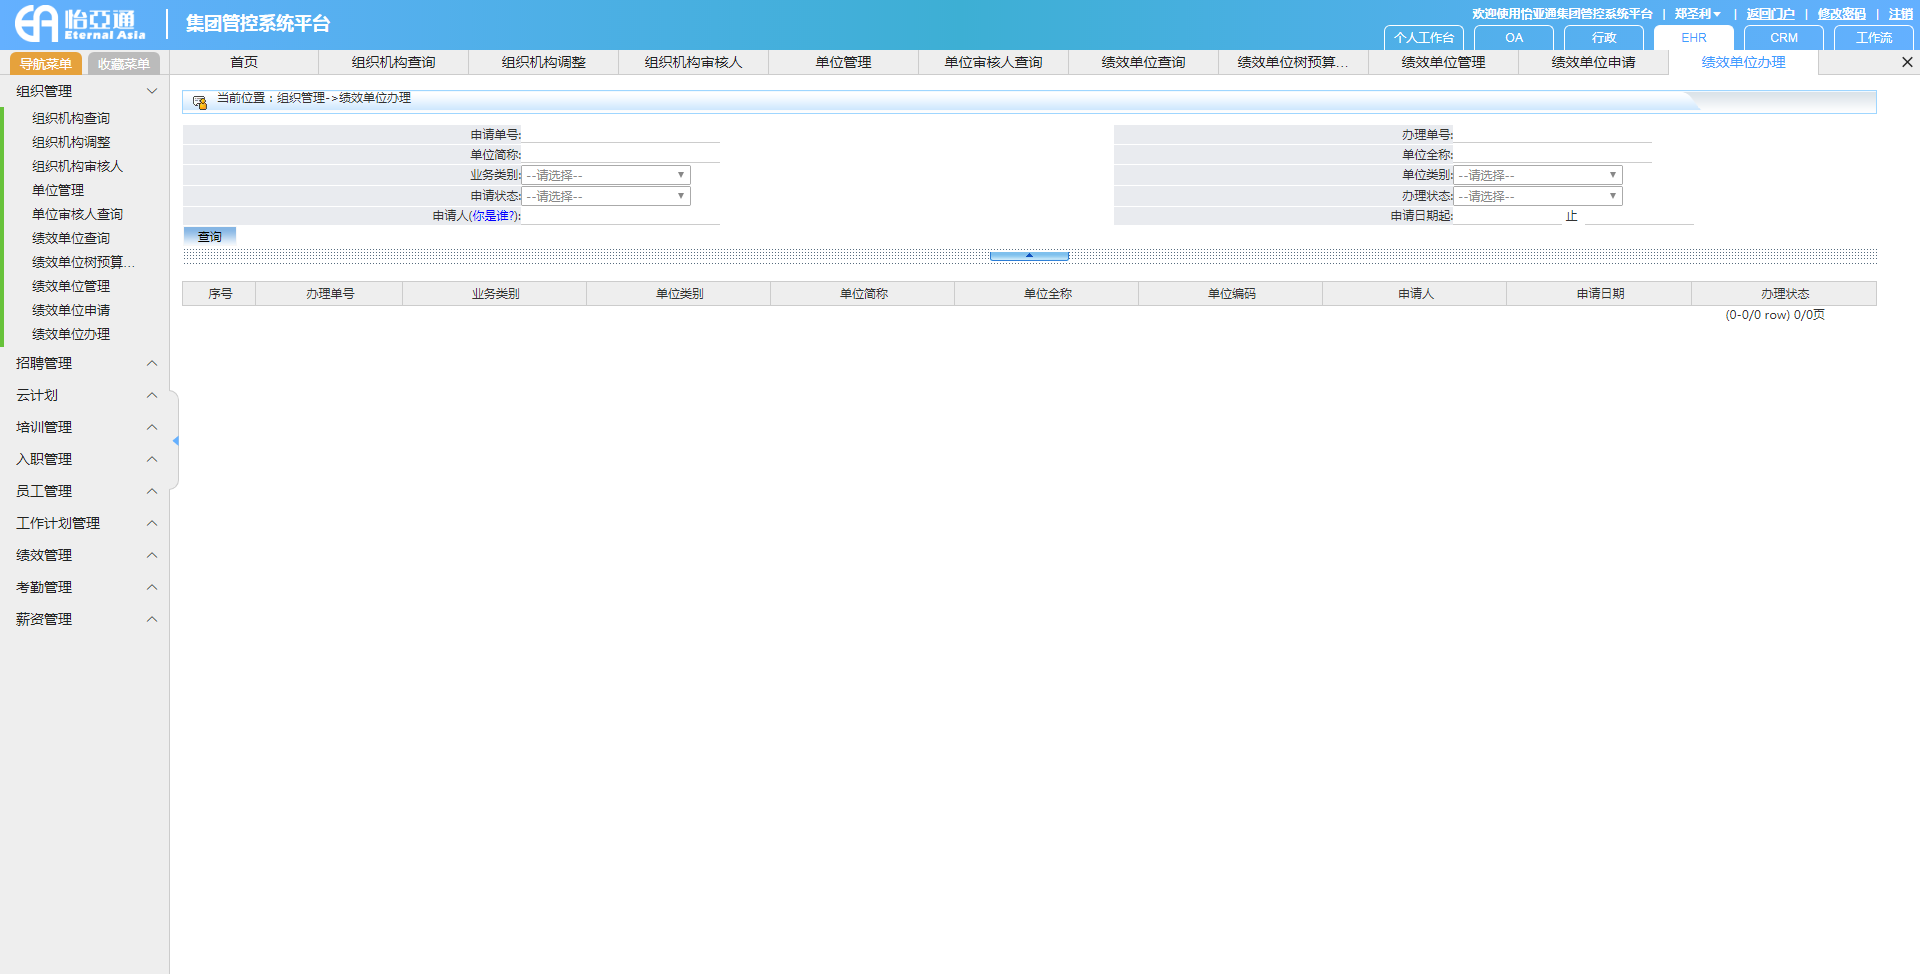 怡亞通
Eternal Asia
集团管控系统平台
欢迎使用怡亚通集团管控系统平台 | 郑圣利 | 返回门户 | 修改密码 | 注销
个人工作台 OA 行政 EHR CRM 工作流
导航菜单 收藏菜单
首页 组织机构查询 组织机构调整 组织机构审核人 单位管理 单位审核人查询 绩效单位查询 绩效单位树预算... 绩效单位管理 绩效单位申请 绩效单位办理
组织管理
组织机构查询
组织机构调整
组织机构审核人
单位管理
单位审核人查询
绩效单位查询
绩效单位树预算...
绩效单位管理
绩效单位申请
绩效单位办理
招聘管理
云计划
培训管理
入职管理
员工管理
工作计划管理
绩效管理
考勤管理
薪资管理
当前位置：组织管理->绩效单位办理
申请单号: 办理单号:
单位简称: 单位全称:
业务类别: --请选择-- 单位类别: --请选择--
申请状态: --请选择-- 办理状态: --请选择--
申请人(你是谁?): 申请日期起: 止
查询
序号 办理单号 业务类别 单位类别 单位简称 单位全称 单位编码 申请人 申请日期 办理状态
(0-0/0 row) 0/0页